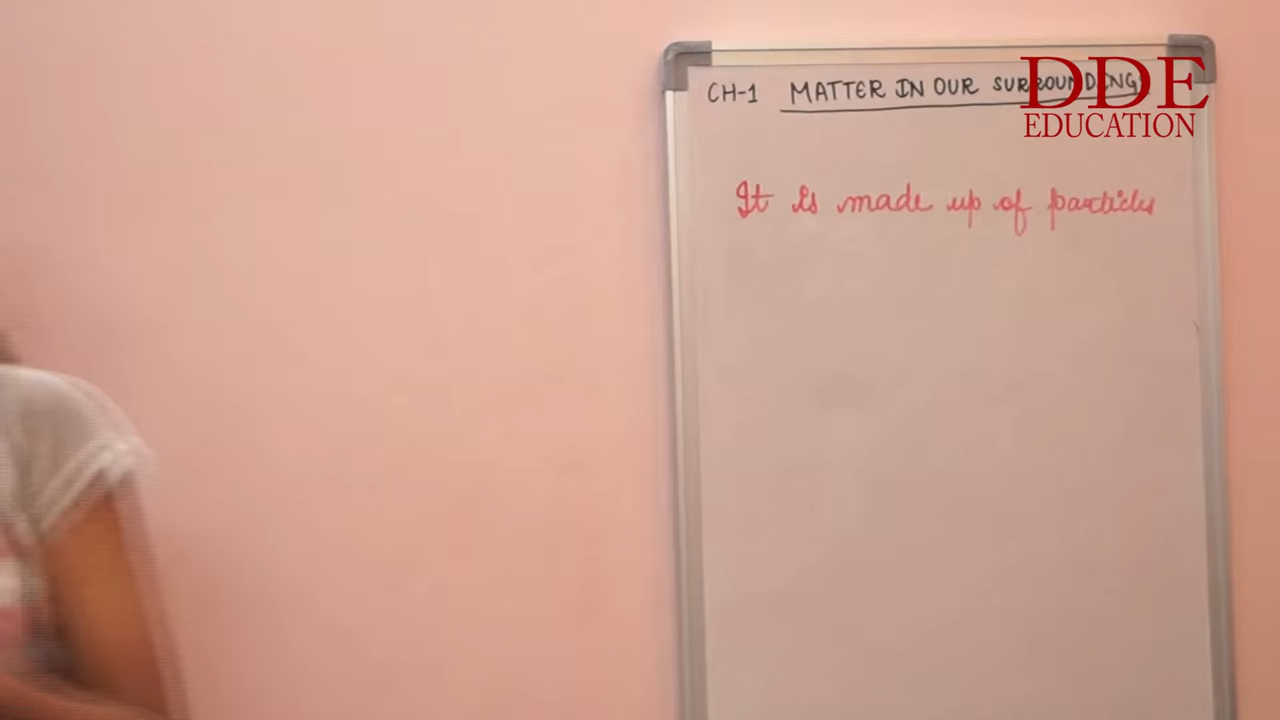 CH-1 MATTER IN OUR SURROUNDINGS
DDE
EDUCATION
It is made up of particles